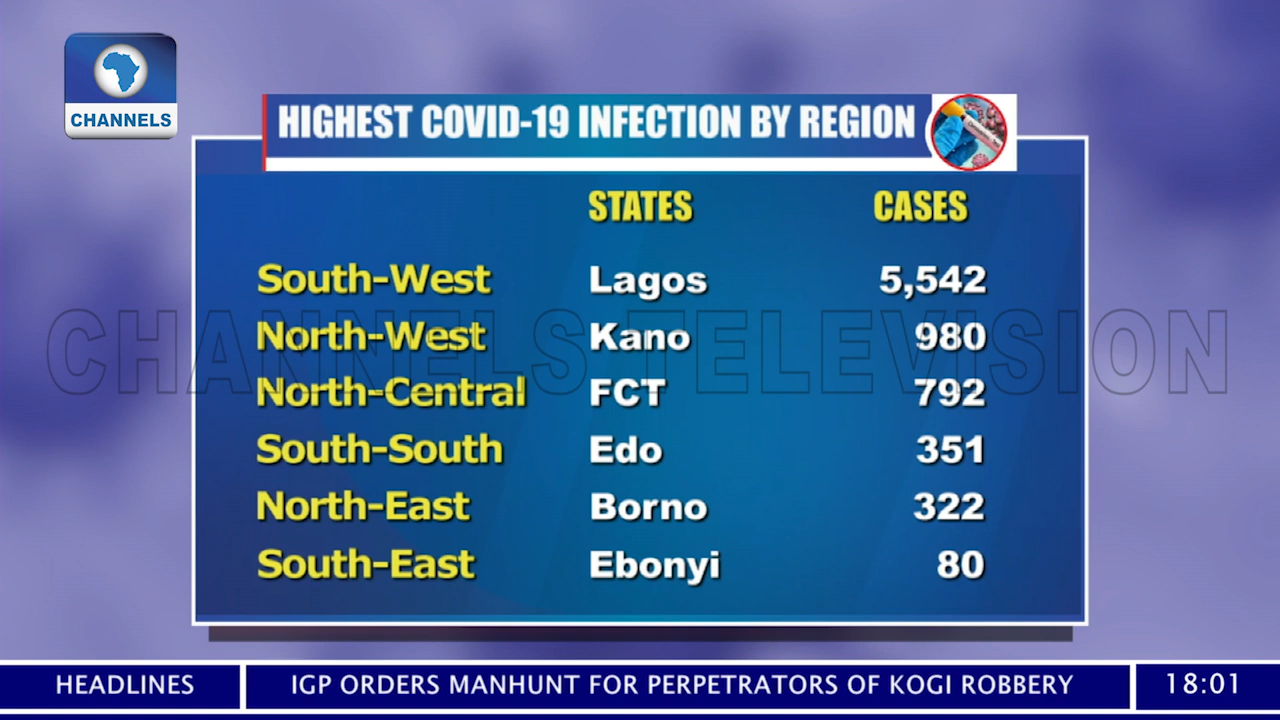 CHANNELS
HIGHEST COVID-19 INFECTION BY REGION
STATES CASES
South-West Lagos 5,542
North-West Kano 980
North-Central FCT 792
South-South Edo 351
North-East Borno 322
South-East Ebonyi 80
CHANNELS TELEVISION
HEADLINES IGP ORDERS MANHUNT FOR PERPETRATORS OF KOGI ROBBERY 18:01